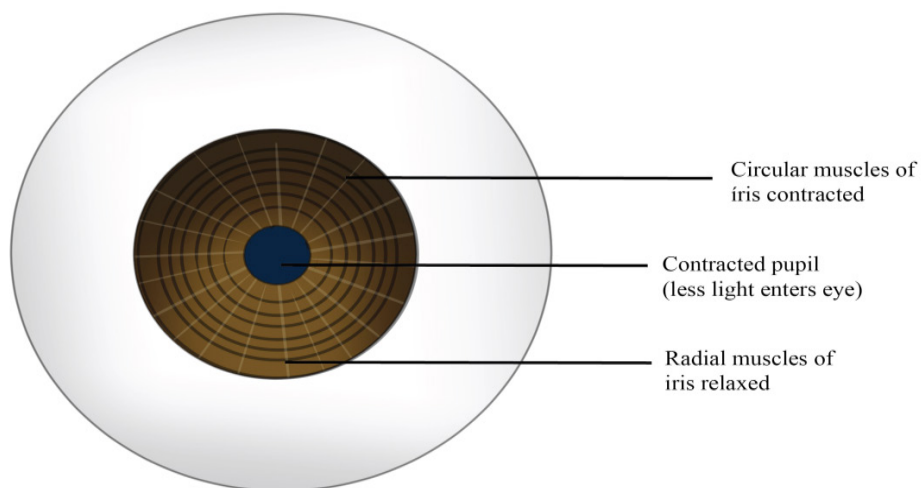 Circular muscles of
íris contracted
Contracted pupil
(less light enters eye)
Radial muscles of
iris relaxed